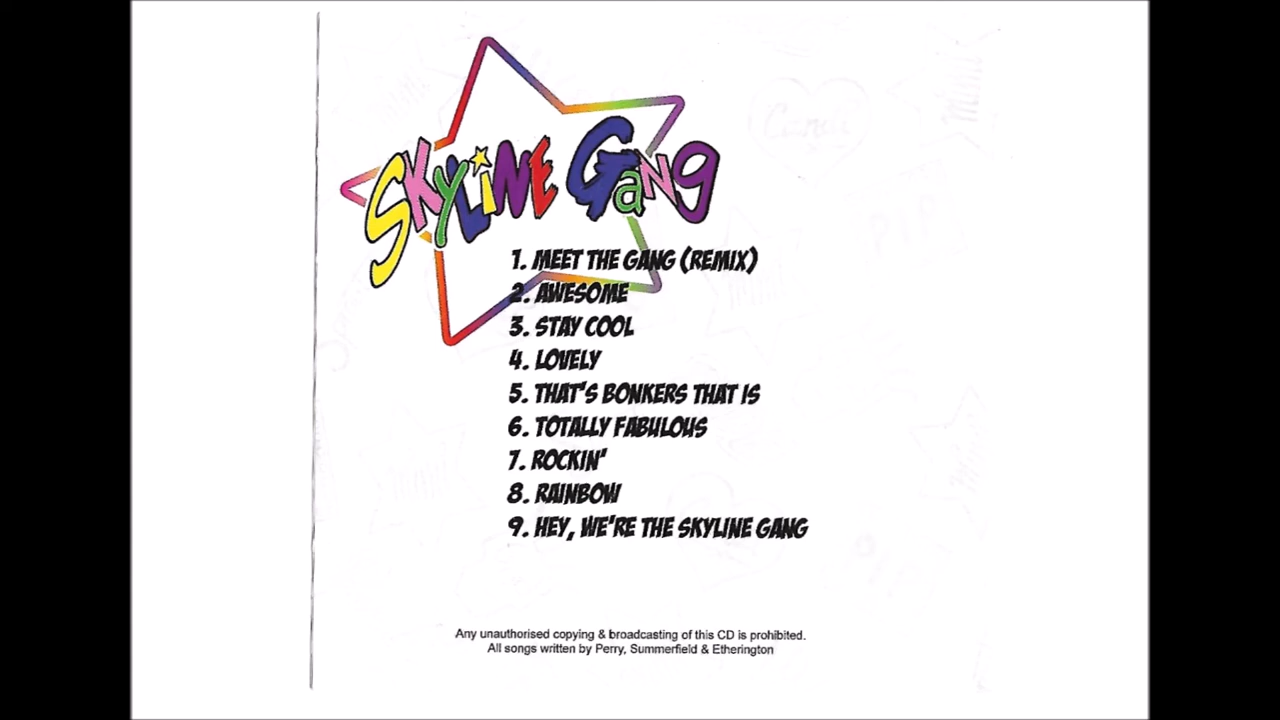 SKYLINE GANG
1. MEET THE GANG (REMIX)
2. AWESOME
3. STAY COOL
4. LOVELY
5. THAT'S BONKERS THAT IS
6. TOTALLY FABULOUS
7. ROCKIN'
8. RAINBOW
9. HEY, WE'RE THE SKYLINE GANG
Any unauthorised copying & broadcasting of this CD is prohibited.
All songs written by Perry, Summerfield & Etherington